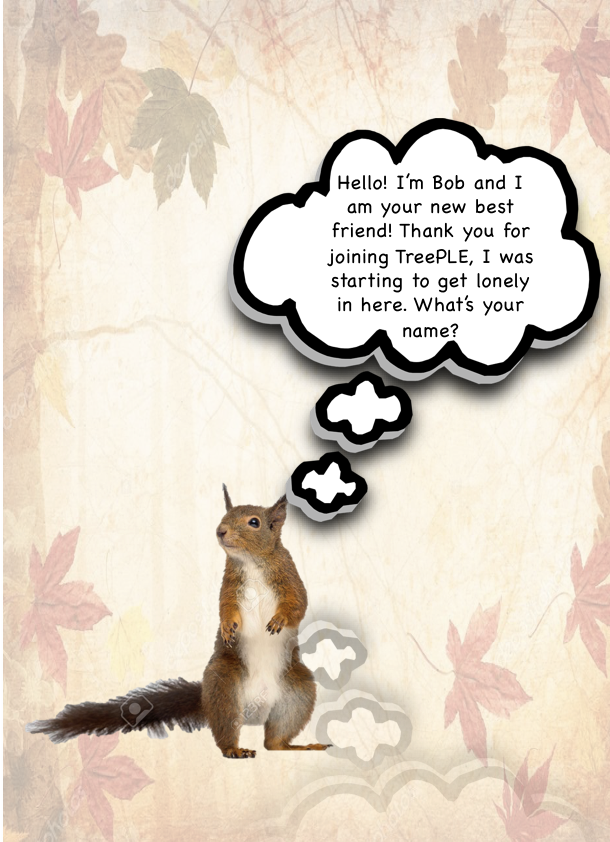 Hello! I'm Bob and I
am your new best
friend! Thank you for
joining TreePLE, I was
starting to get lonely
in here. What's your
name?